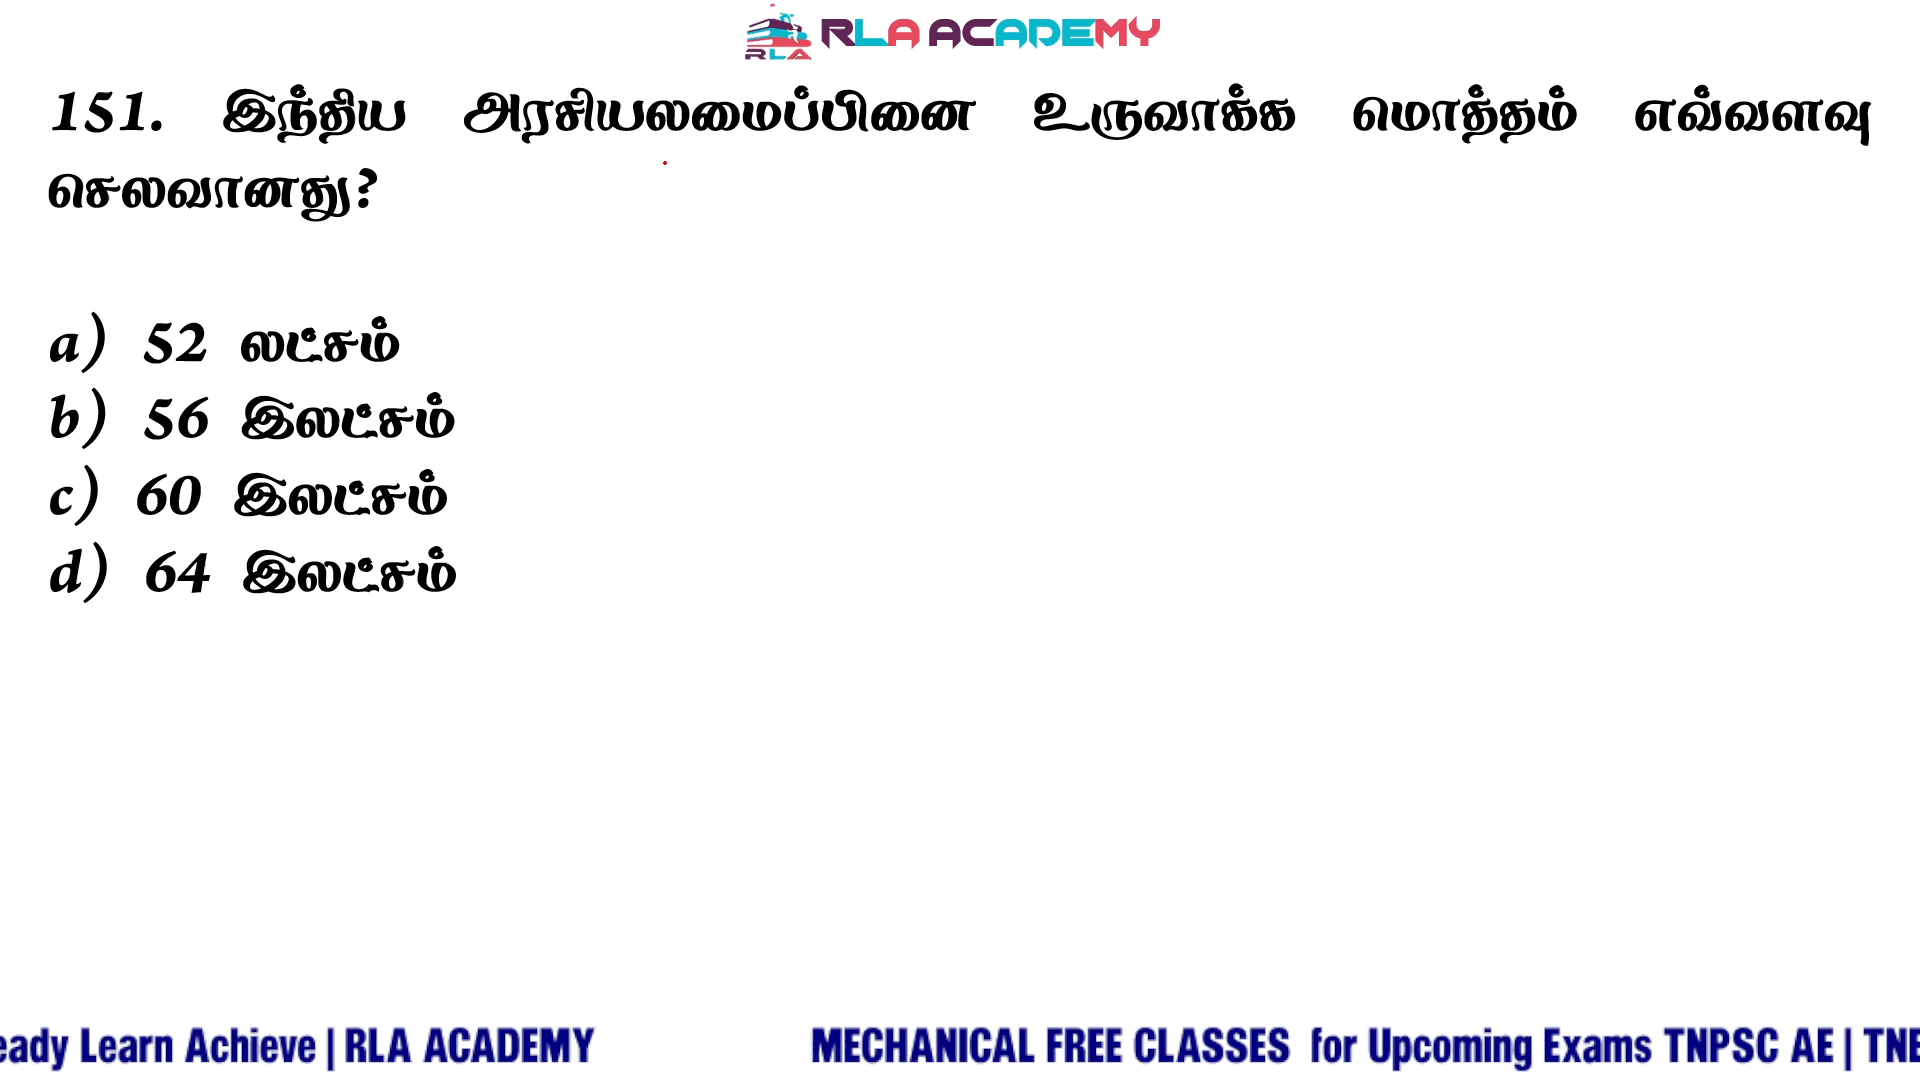 RLA
RLA ACADEMY
151. இந்திய அரசியலமைப்பினை உருவாக்க மொத்தம் எவ்வளவு
செலவானது?
a) 52 லட்சம்
b) 56 இலட்சம்
c) 60 இலட்சம்
d) 64 இலட்சம்
eady Learn Achieve | RLA ACADEMY MECHANICAL FREE CLASSES for Upcoming Exams TNPSC AE | TNE